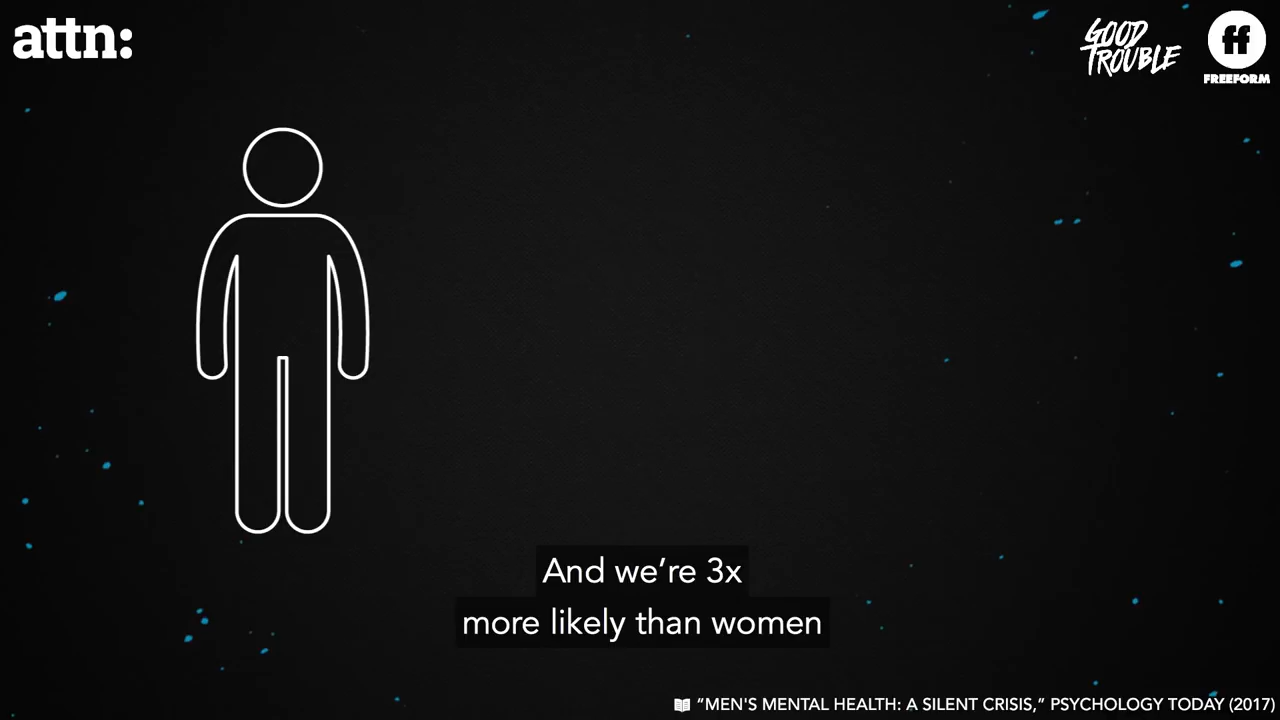 attn:
GOOD
TROUBLE
ff
FREEFORM
And we’re 3x
more likely than women
“MEN'S MENTAL HEALTH: A SILENT CRISIS,” PSYCHOLOGY TODAY (2017)